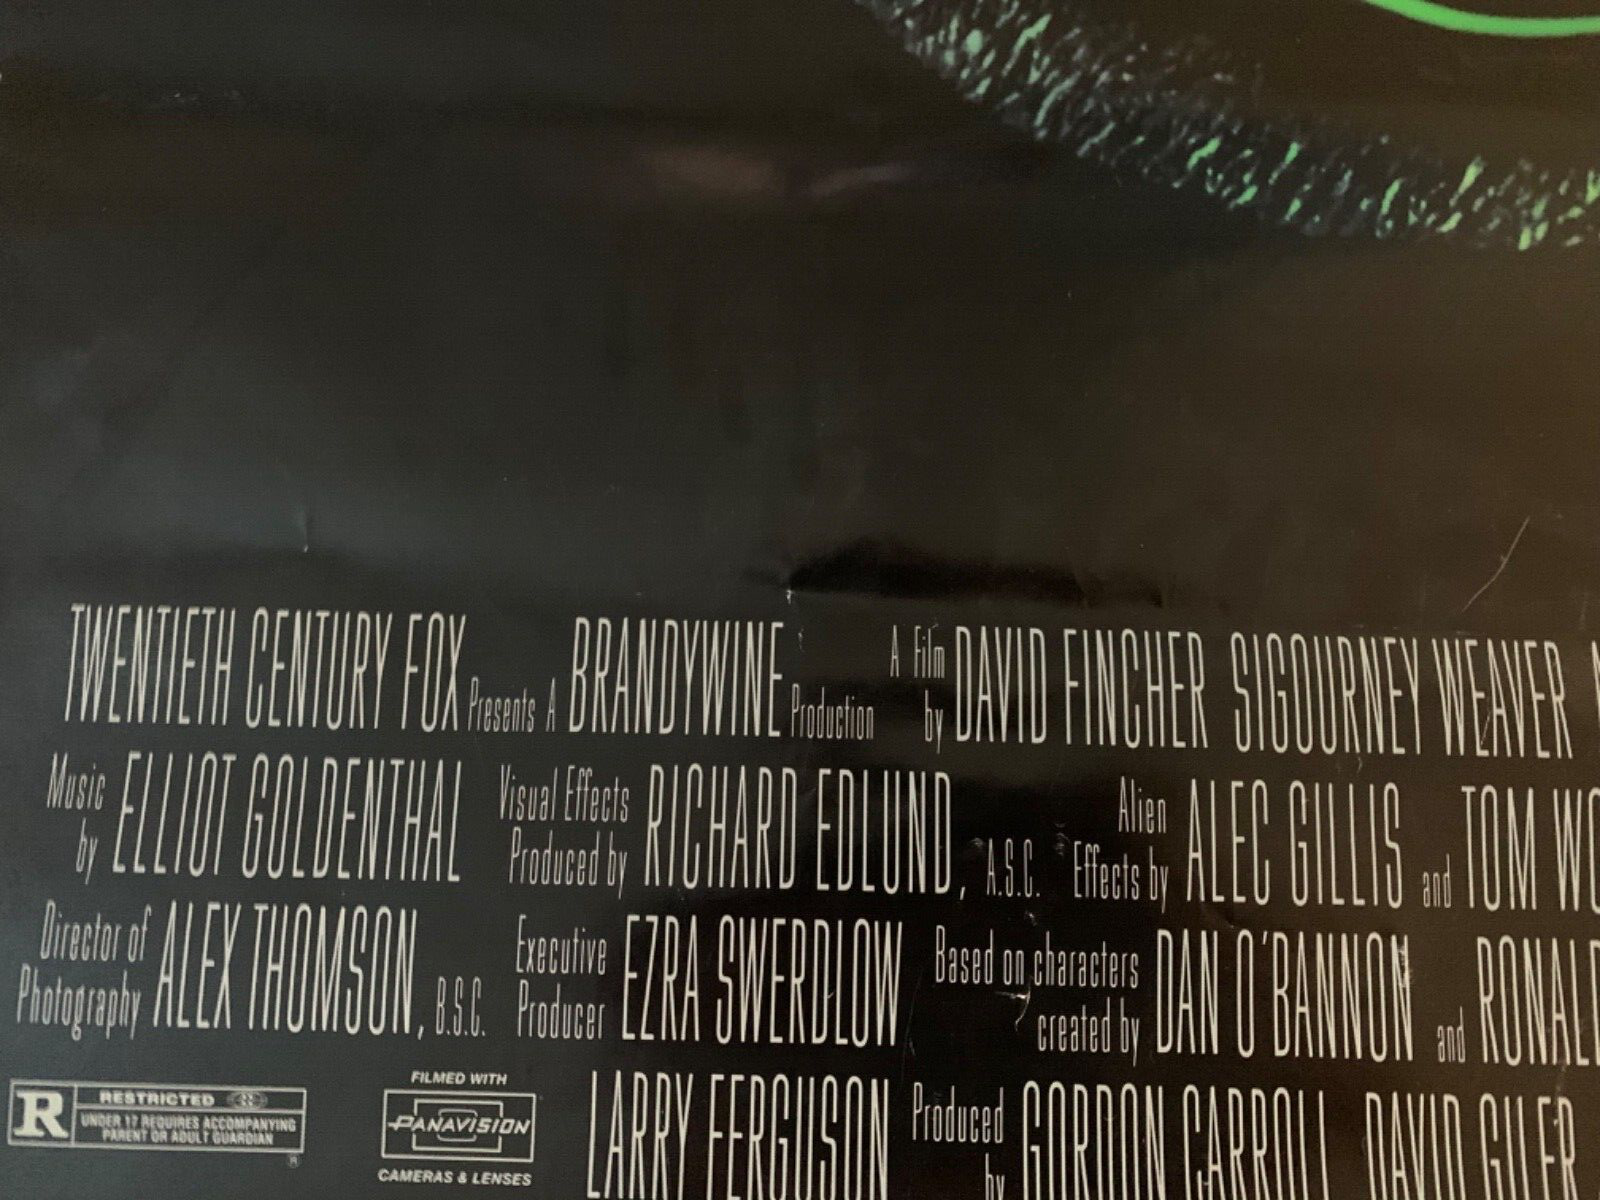 TWENTIETH CENTURY FOX Presents A BRANDYWINE Production A Film by DAVID FINCHER SIGOURNEY WEAVER
Music by ELLIOT GOLDENTHAL Visual Effects Produced by RICHARD EDLUND, A.S.C. Alien Effects by ALEC GILLIS and TOM WO
Director of Photography ALEX THOMSON, B.S.C. Executive Producer EZRA SWERDLOW Based on characters created by DAN O'BANNON and RONALD
LARRY FERGUSON Produced by GORDON CARROLL DAVID GILER
R RESTRICTED
UNDER 17 REQUIRES ACCOMPANYING
PARENT OR ADULT GUARDIAN
®
FILMED WITH
PANAVISION
CAMERAS & LENSES